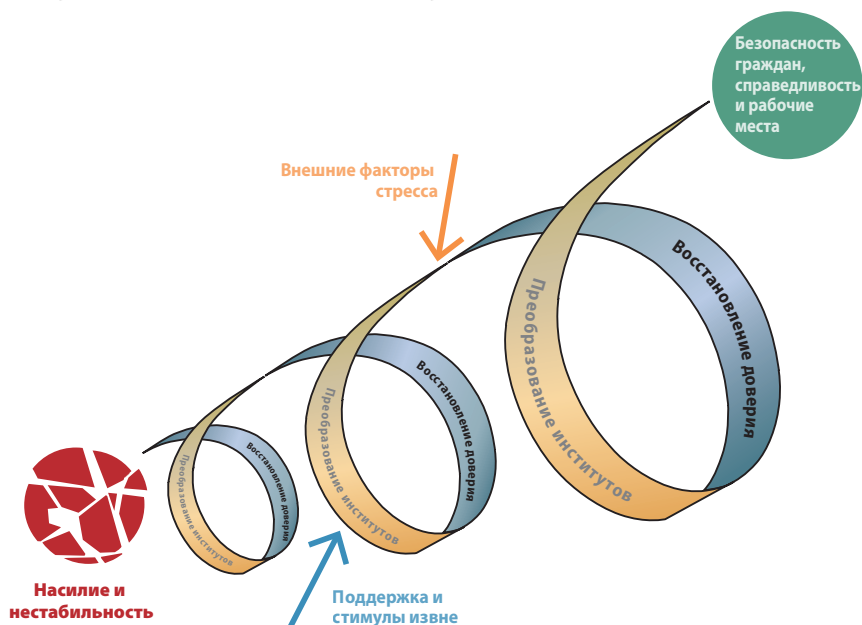 Безопасность
граждан,
справедливость
и рабочие
места
Внешние факторы
стресса
Преобразование институтов
Восстановление доверия
Преобразование институтов
Восстановление доверия
Преобразование институтов
Восстановление доверия
Насилие и
нестабильность
Поддержка и
стимулы извне